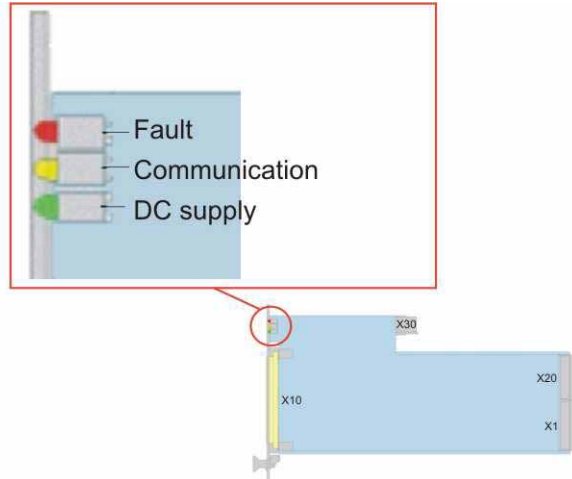 Fault
Communication
DC supply
X30
X20
X10
X1